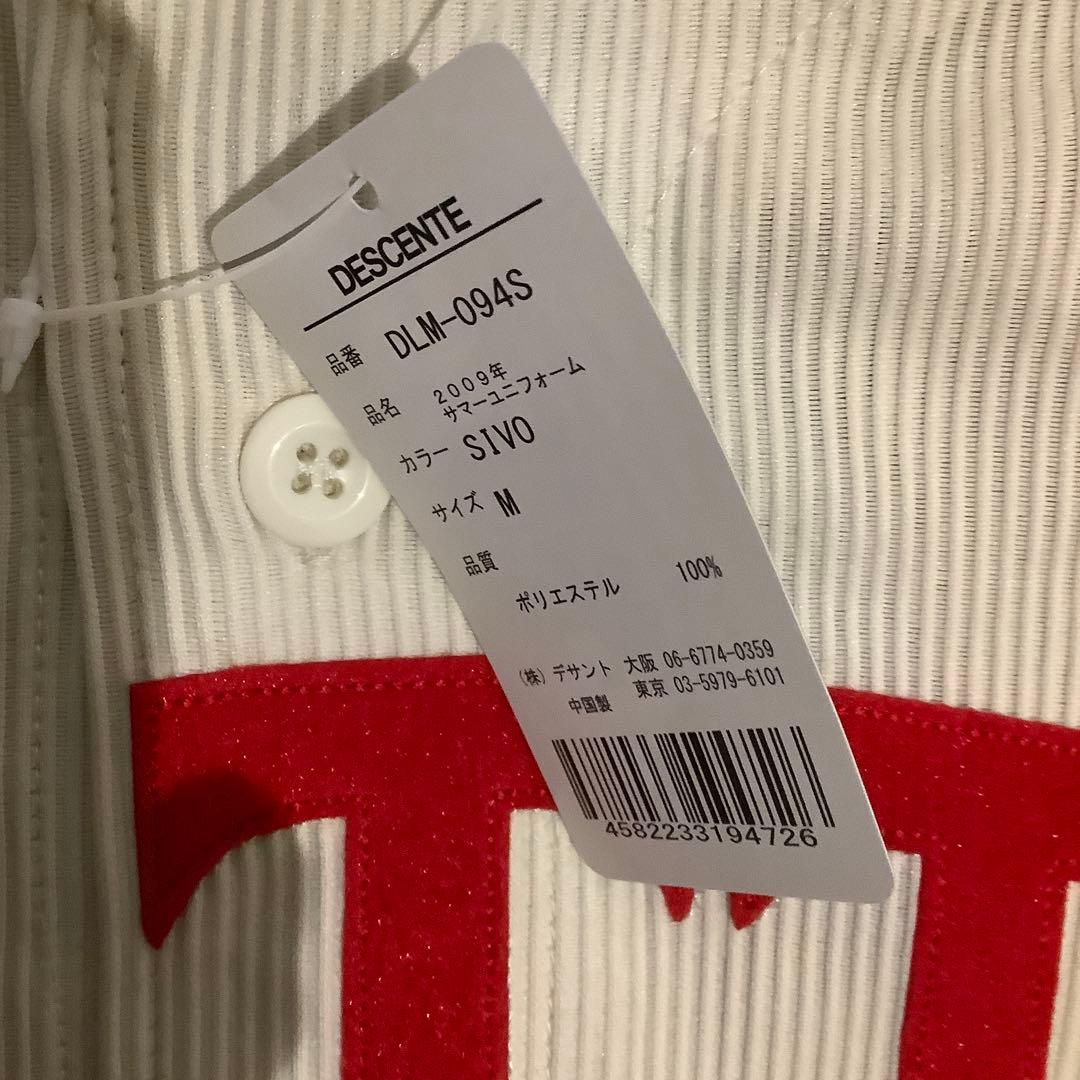 DESCENTE
品番 DLM-094S
品名 2009年
サマーユニフォーム
カラー SIVO
サイズ M
品質
ポリエステル 100%
(株) デサント 大阪 06-6774-0359
中国製 東京 03-5979-6101
4582233194726